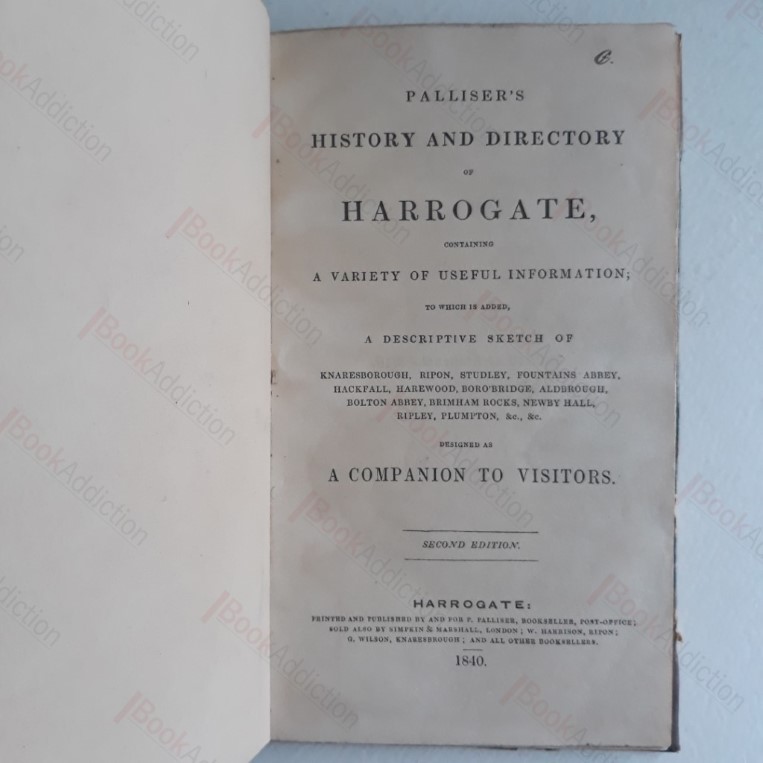 C.
PALLISER'S
HISTORY AND DIRECTORY
OF
HARROGATE,
CONTAINING
A VARIETY OF USEFUL INFORMATION;
TO WHICH IS ADDED,
A DESCRIPTIVE SKETCH OF
KNARESBOROUGH, RIPON, STUDLEY, FOUNTAINS ABBEY,
HACKFALL, HAREWOOD, BORO'BRIDGE, ALDBROUGH,
BOLTON ABBEY, BRIMHAM ROCKS, NEWBY HALL,
RIPLEY, PLUMPTON, &c., &c.
DESIGNED AS
A COMPANION TO VISITORS.
SECOND EDITION.
HARROGATE:
PRINTED AND PUBLISHED BY AND FOR P. PALLISER, BOOKSELLER, POST-OFFICE;
SOLD ALSO BY SIMPKIN & MARSHALL, LONDON; W. HARRISON, RIPON;
G. WILSON, KNARESBROUGH; AND ALL OTHER BOOKSELLERS.
1840.
BookAddiction